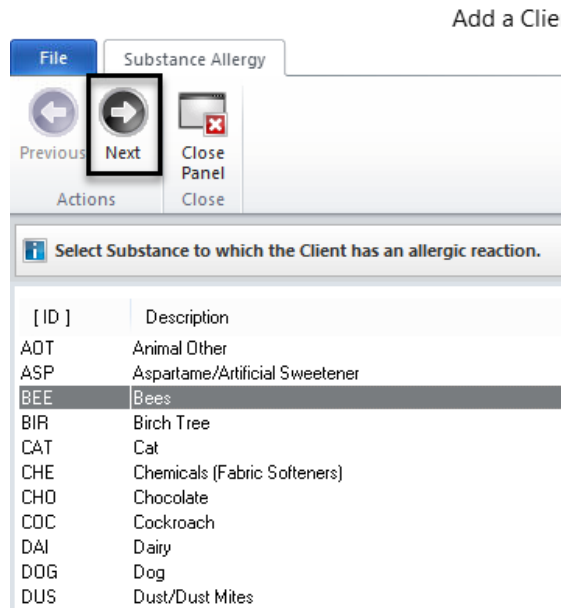 Add a Clie
File Substance Allergy
Previous Next Close Panel
Actions Close
Select Substance to which the Client has an allergic reaction.
[ ID ] Description
AOT Animal Other
ASP Aspartame/Artificial Sweetener
BEE Bees
BIR Birch Tree
CAT Cat
CHE Chemicals (Fabric Softeners)
CHO Chocolate
COC Cockroach
DAI Dairy
DOG Dog
DUS Dust/Dust Mites